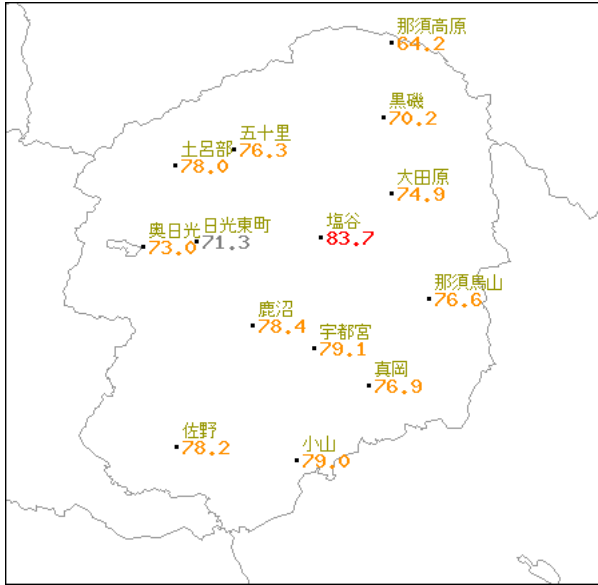 那須高原
64.2
黒磯
70.2
五十里
76.3
土呂部
78.0
大田原
74.9
塩谷
83.7
日光東町
71.3
奥日光
73.0
那須烏山
76.6
鹿沼
78.4
宇都宮
79.1
真岡
76.9
佐野
78.2
小山
79.0